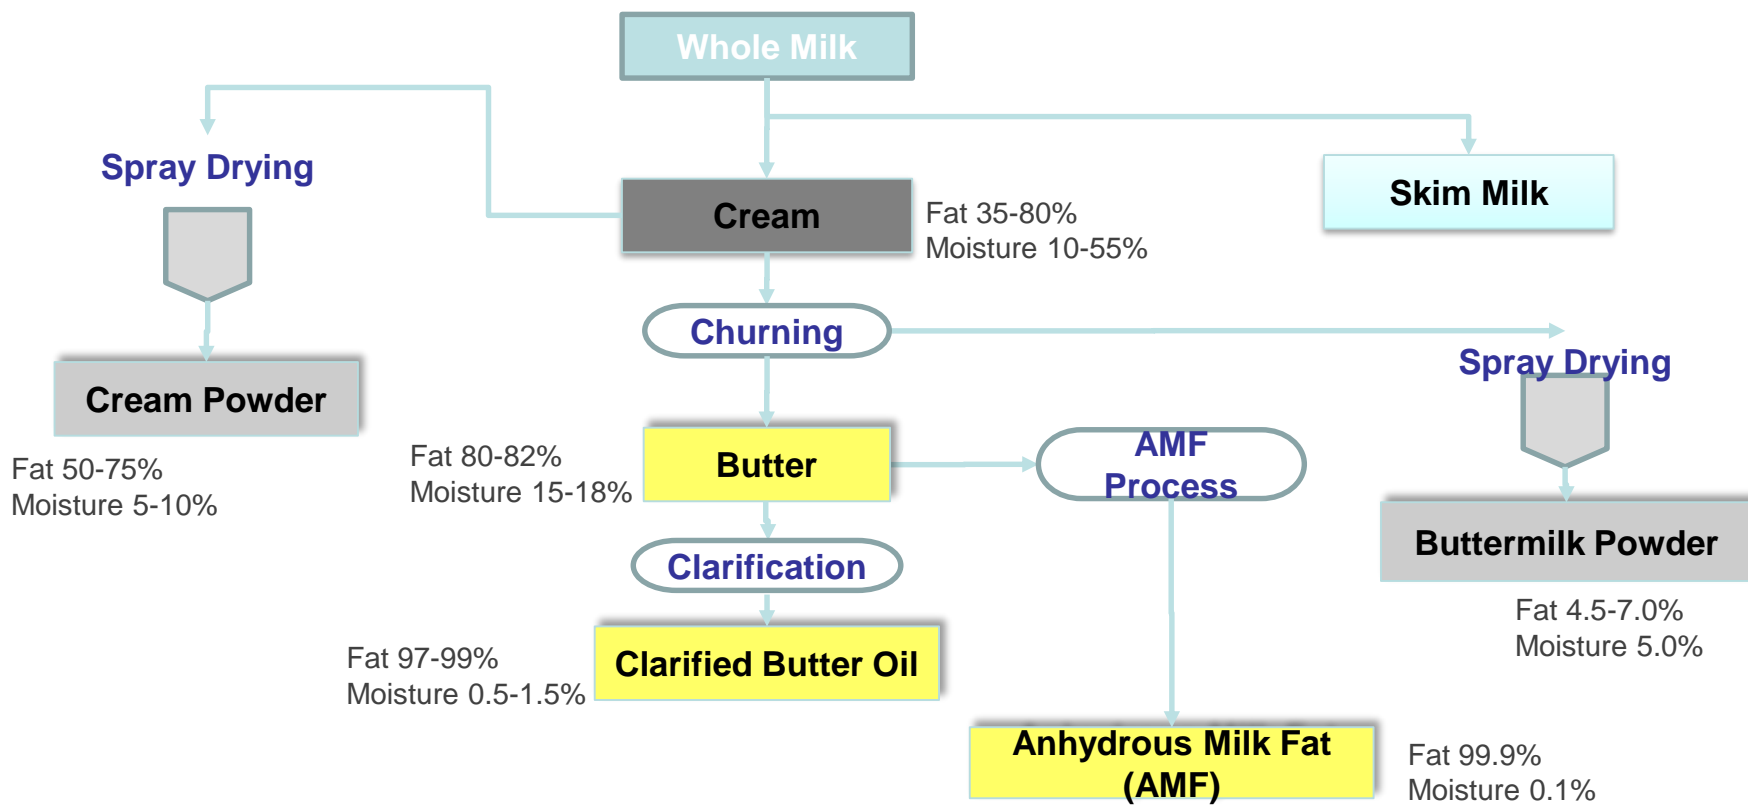 Whole Milk
Spray Drying
Skim Milk
Cream
Fat 35-80%
Moisture 10-55%
Churning
Spray Drying
Cream Powder
Fat 50-75%
Moisture 5-10%
Fat 80-82%
Moisture 15-18%
Butter
AMF
Process
Buttermilk Powder
Fat 4.5-7.0%
Moisture 5.0%
Clarification
Fat 97-99%
Moisture 0.5-1.5%
Clarified Butter Oil
Anhydrous Milk Fat
(AMF)
Fat 99.9%
Moisture 0.1%